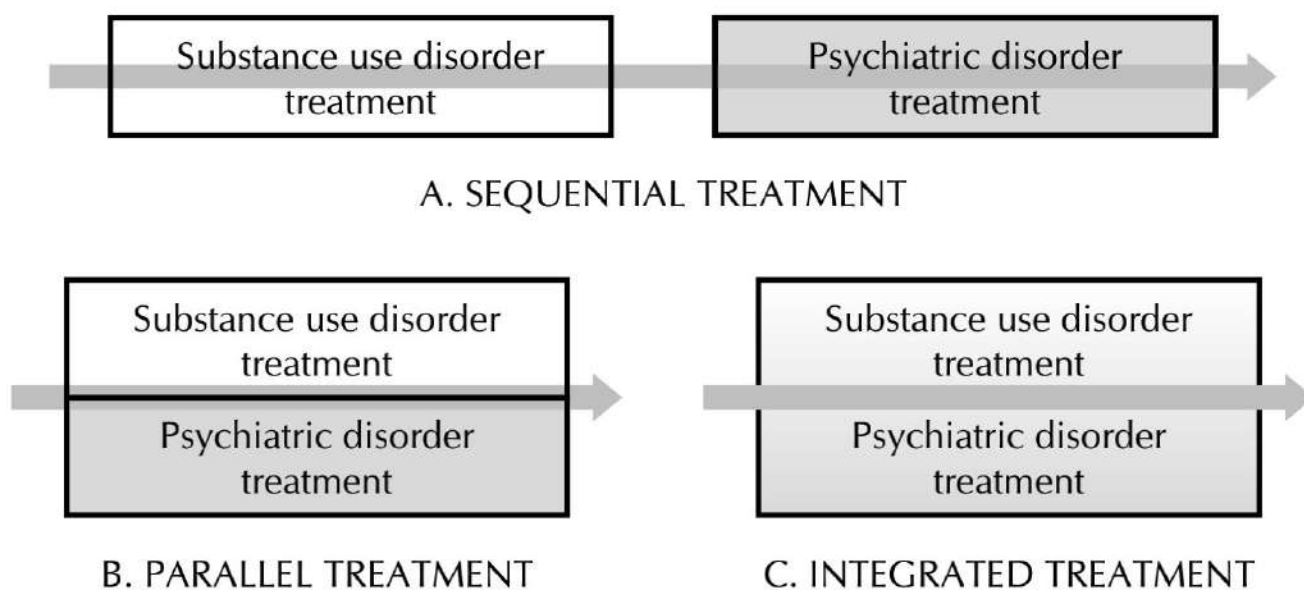 Substance use disorder
treatment
Psychiatric disorder
treatment
A. SEQUENTIAL TREATMENT
Substance use disorder
treatment
Psychiatric disorder
treatment
B. PARALLEL TREATMENT
Substance use disorder
treatment
Psychiatric disorder
treatment
C. INTEGRATED TREATMENT